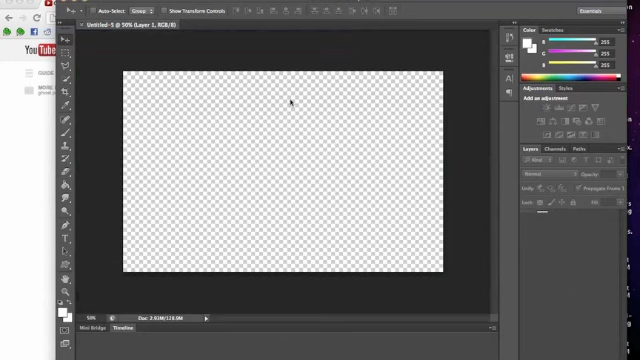 Auto-Select:
Group
Show Transform Controls
Essentials
Untitled-5 @ 50% (Layer 1, RGB/8)
YouTube
GUIDE
Color
Swatches
R
255
G
255
B
255
Adjustments
Styles
Add an adjustment
Layers
Channels
Paths
Kind
Normal
Opacity:
Unify:
Propagate Frame 1
Lock:
Fill:
50%
Doc: 2.93M/128.0M
Mini Bridge
Timeline